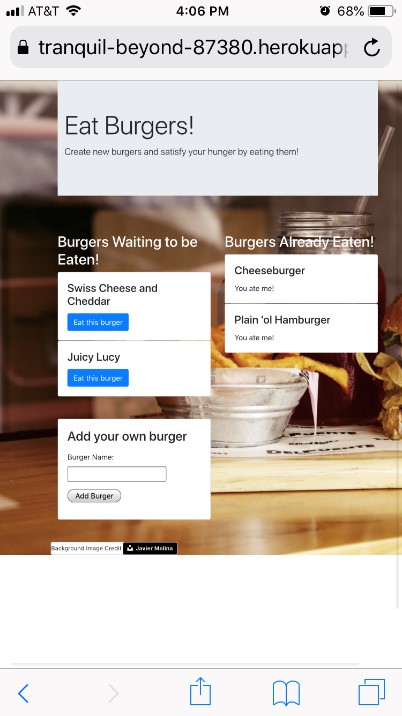 AT&T 4:06 PM 68%
tranquil-beyond-87380.herokuap
Eat Burgers!
Create new burgers and satisfy your hunger by eating them!
Burgers Waiting to be
Eaten!
Swiss Cheese and
Cheddar
Eat this burger
Juicy Lucy
Eat this burger
Burgers Already Eaten!
Cheeseburger
You ate me!
Plain 'ol Hamburger
You ate me!
Add your own burger
Burger Name:
Add Burger
Background Image Credit Javier Molina